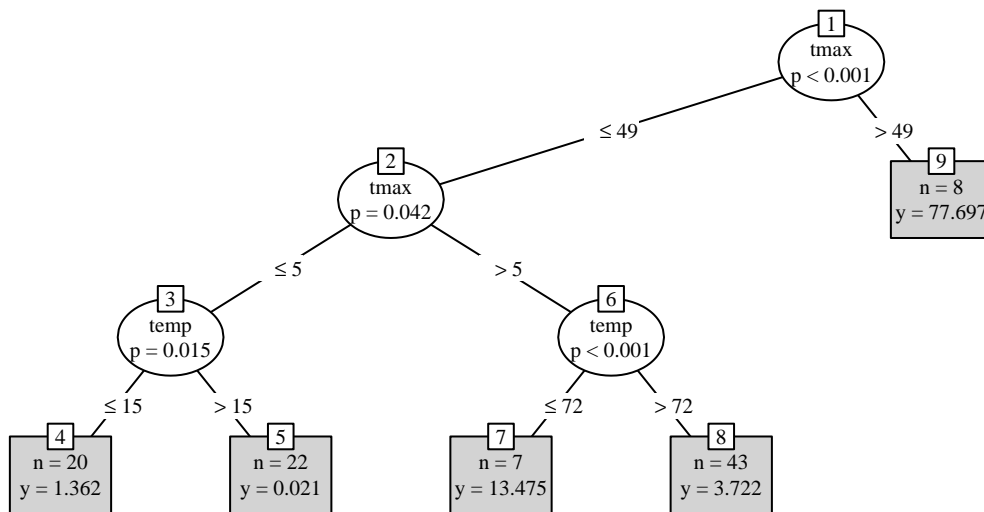 1
tmax
p < 0.001
≤ 49
> 49
2
tmax
p = 0.042
9
n = 8
y = 77.697
≤ 5
> 5
3
temp
p = 0.015
6
temp
p < 0.001
≤ 15
> 15
≤ 72
> 72
4
n = 20
y = 1.362
5
n = 22
y = 0.021
7
n = 7
y = 13.475
8
n = 43
y = 3.722